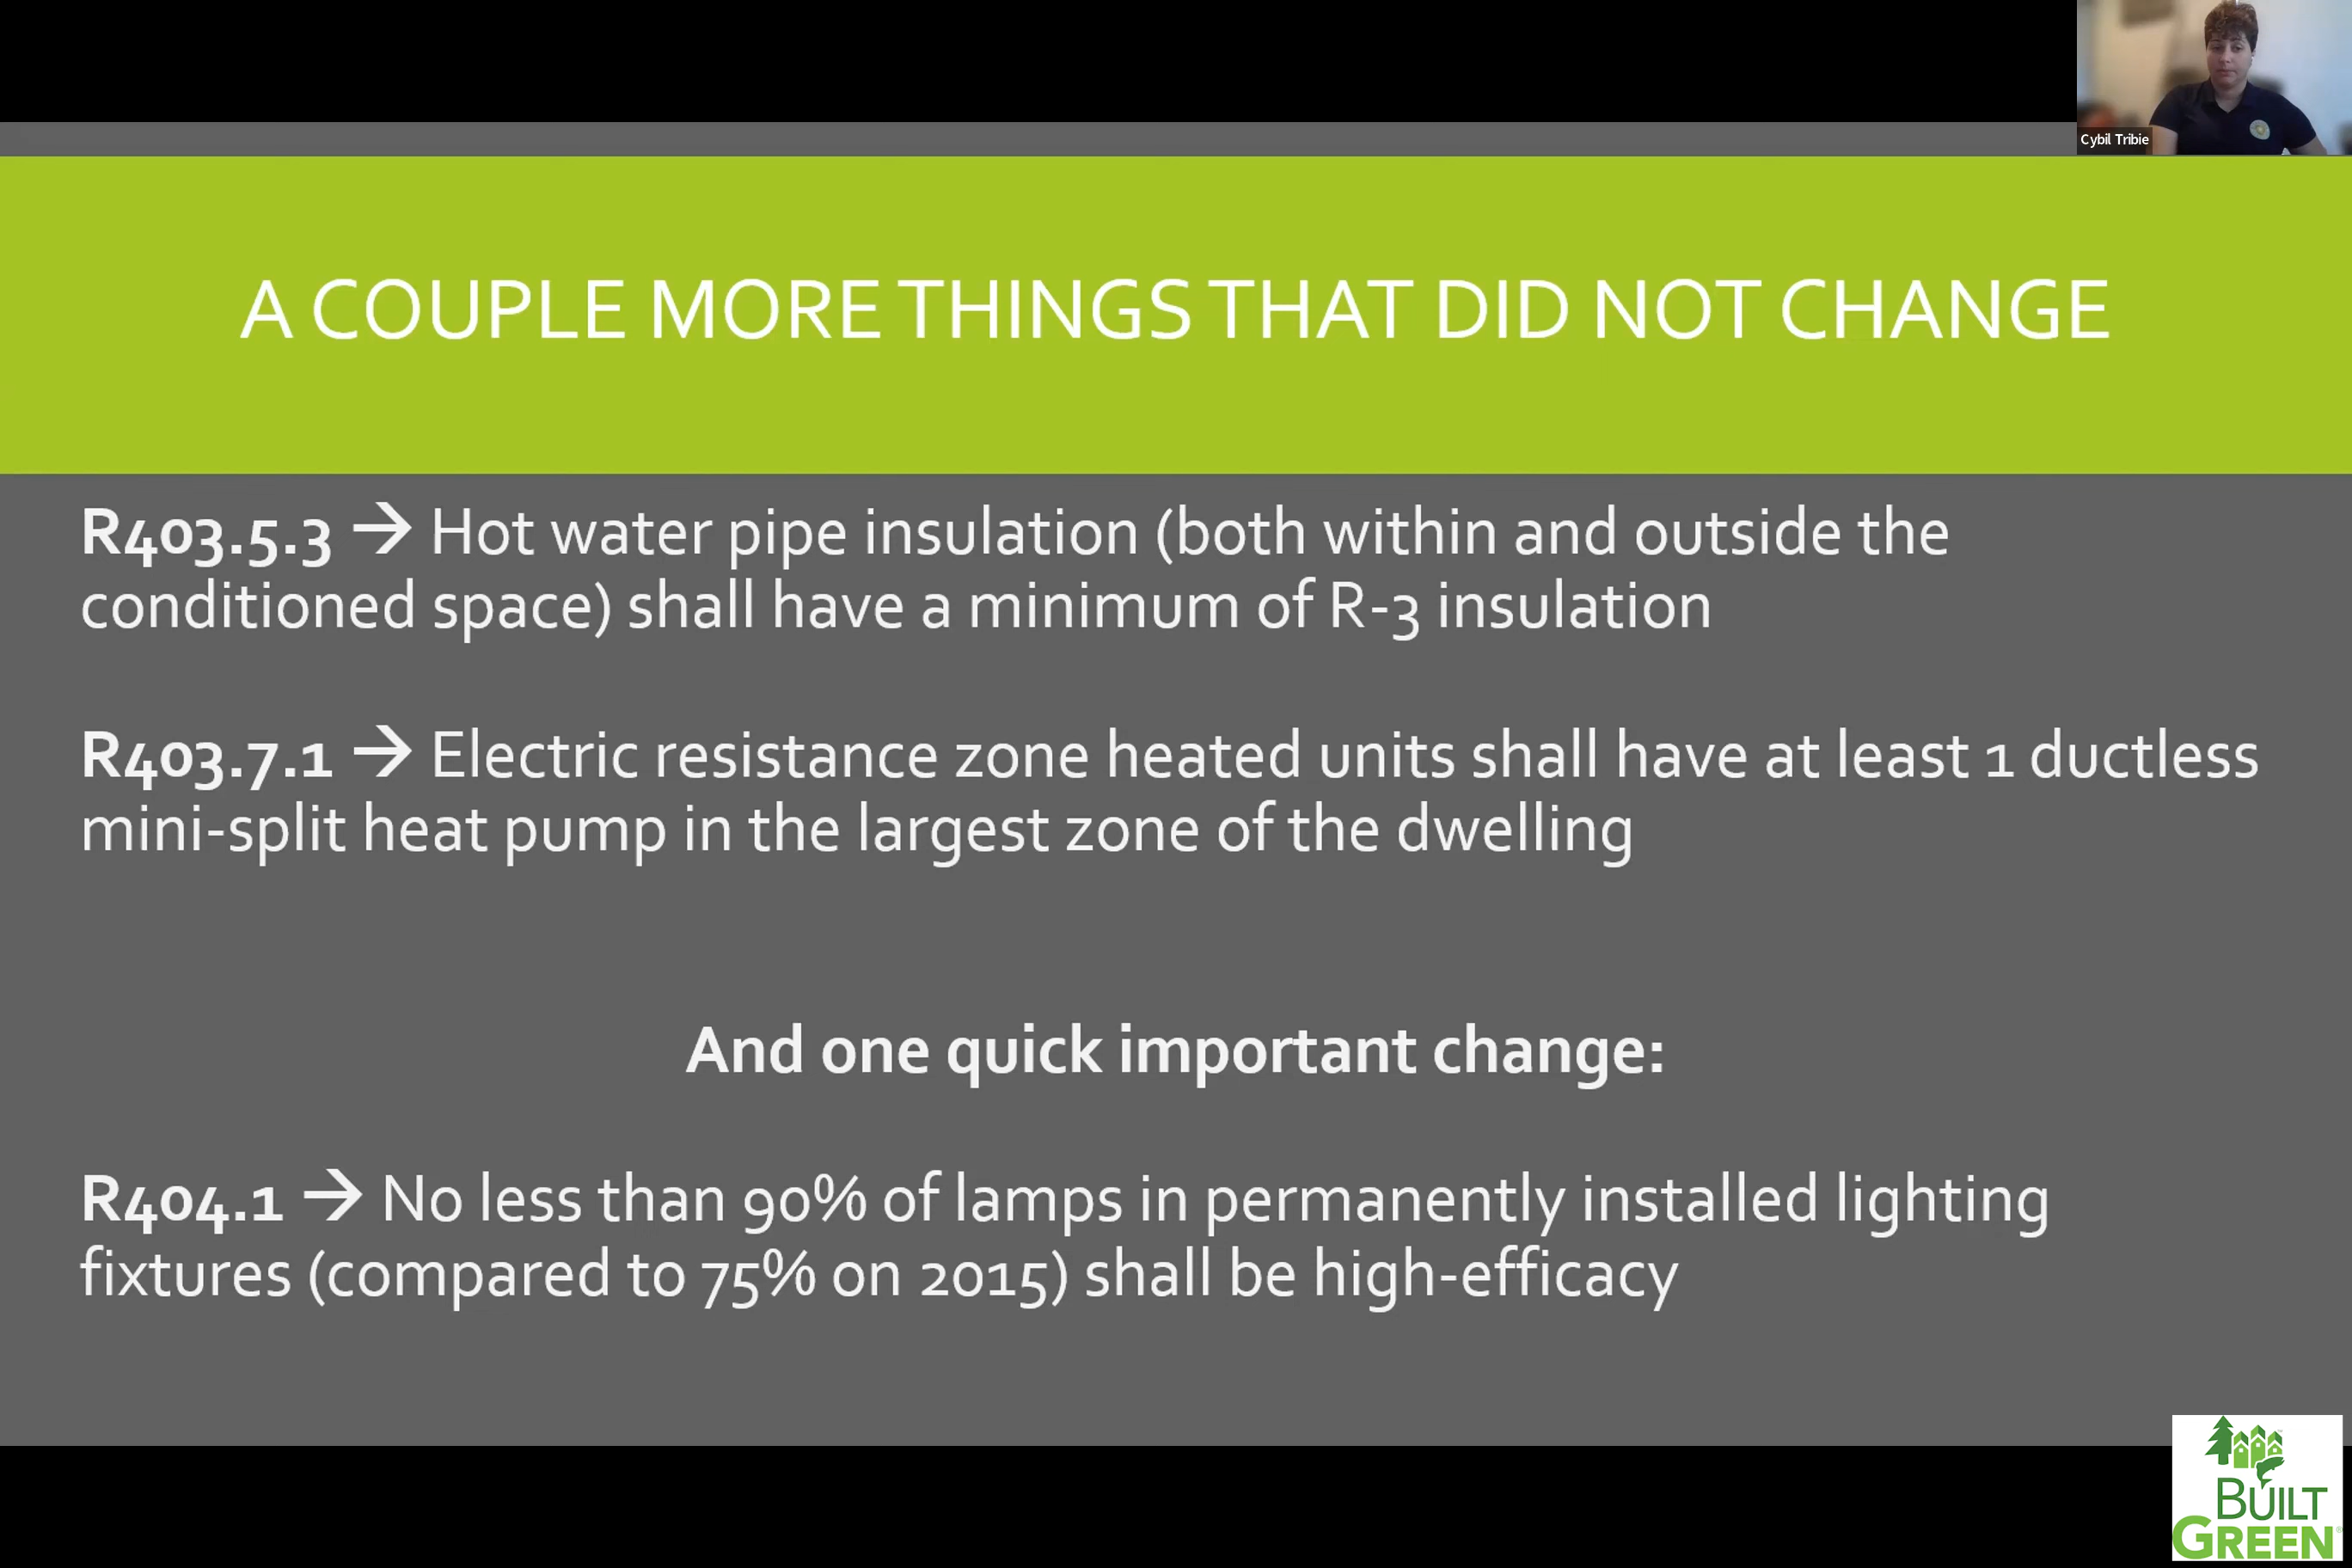 Cybil Tribie
A COUPLE MORE THINGS THAT DID NOT CHANGE
R403.5.3 → Hot water pipe insulation (both within and outside the
conditioned space) shall have a minimum of R-3 insulation
R403.7.1 → Electric resistance zone heated units shall have at least 1 ductless
mini-split heat pump in the largest zone of the dwelling
And one quick important change:
R404.1 → No less than 90% of lamps in permanently installed lighting
fixtures (compared to 75% on 2015) shall be high-efficacy
BUILT
GREEN®